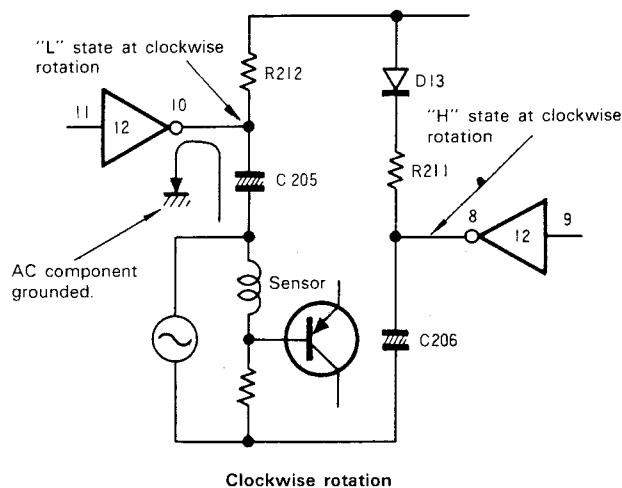 "L" state at clockwise
rotation
R212
D13
"H" state at clockwise
rotation
11
12
10
C 205
R211
8
12
9
AC component
grounded.
Sensor
C206
Clockwise rotation